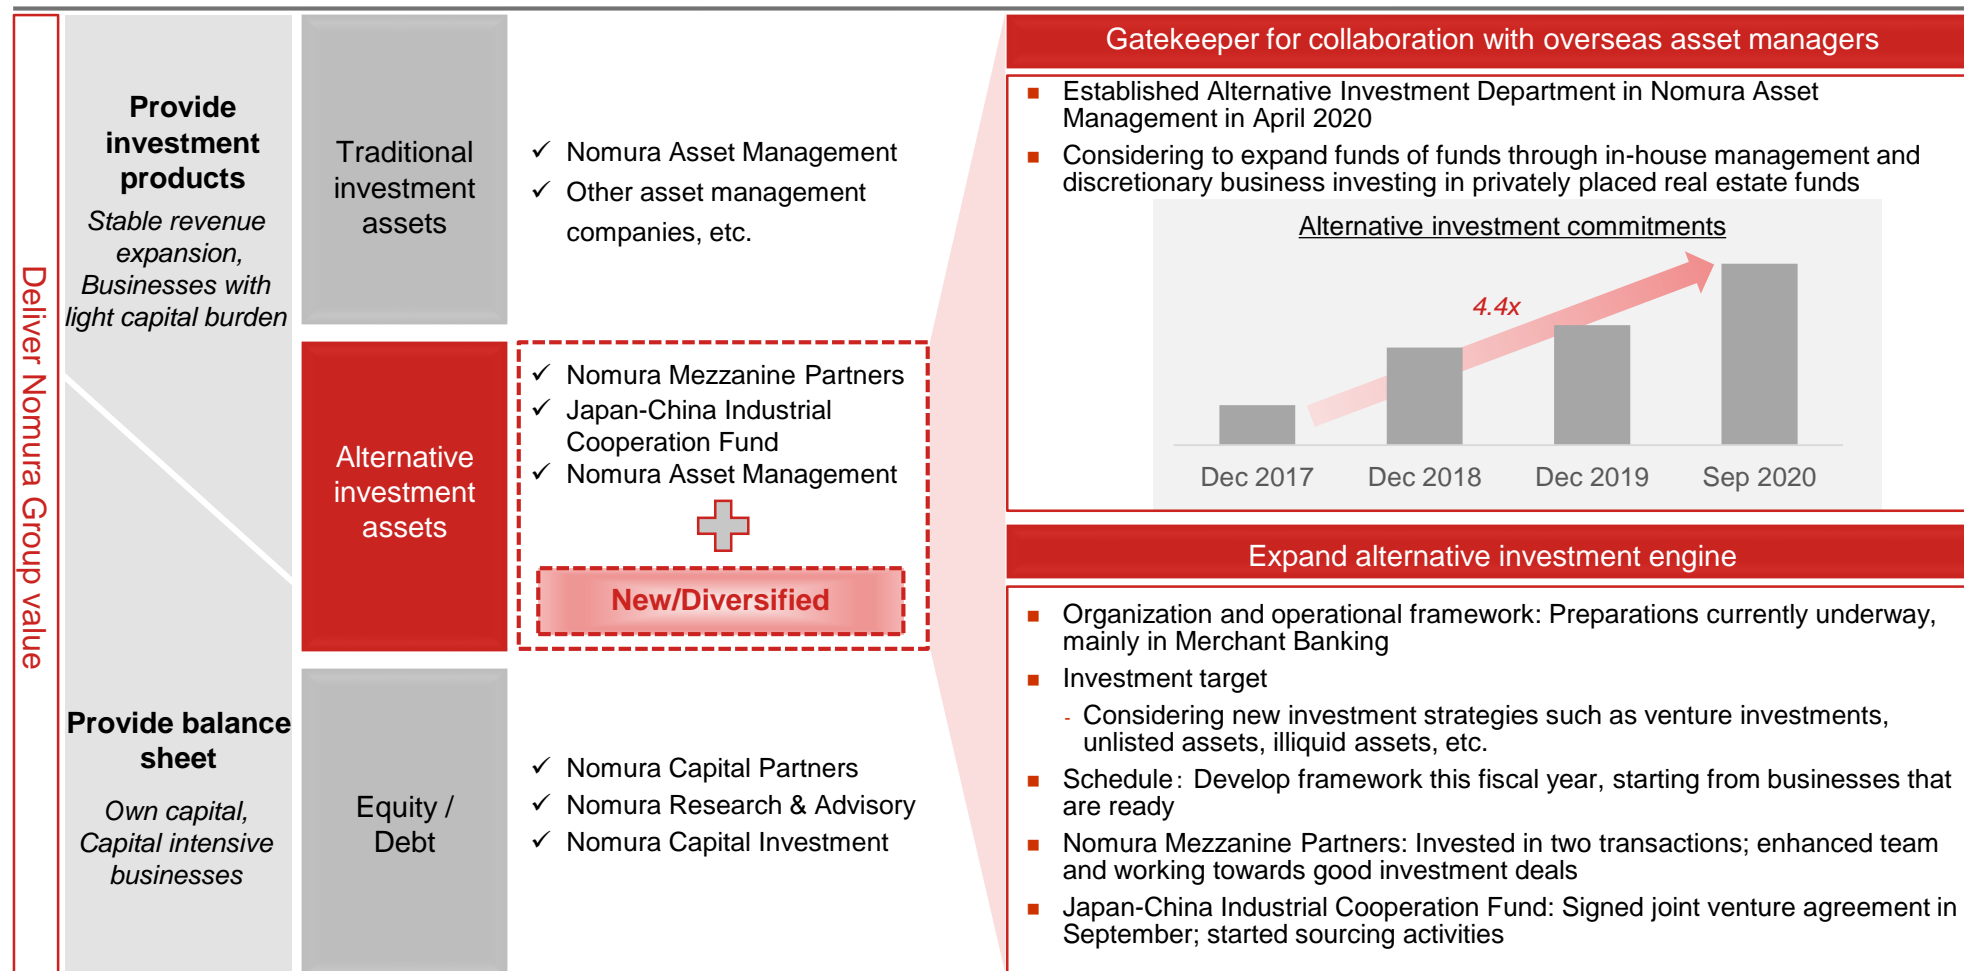 Deliver Nomura Group value
Provide
investment
products
Stable revenue
expansion,
Businesses with
light capital burden
Provide balance
sheet
Own capital,
Capital intensive
businesses
Traditional
investment
assets
✓ Nomura Asset Management
✓ Other asset management
companies, etc.
Alternative
investment
assets
✓ Nomura Mezzanine Partners
✓ Japan-China Industrial
Cooperation Fund
✓ Nomura Asset Management
New/Diversified
Equity /
Debt
✓ Nomura Capital Partners
✓ Nomura Research & Advisory
✓ Nomura Capital Investment
Gatekeeper for collaboration with overseas asset managers
■ Established Alternative Investment Department in Nomura Asset
Management in April 2020
■ Considering to expand funds of funds through in-house management and
discretionary business investing in privately placed real estate funds
Alternative investment commitments
4.4x
Dec 2017 Dec 2018 Dec 2019 Sep 2020
Expand alternative investment engine
■ Organization and operational framework: Preparations currently underway,
mainly in Merchant Banking
■ Investment target
- Considering new investment strategies such as venture investments,
unlisted assets, illiquid assets, etc.
■ Schedule： Develop framework this fiscal year, starting from businesses that
are ready
■ Nomura Mezzanine Partners: Invested in two transactions; enhanced team
and working towards good investment deals
■ Japan-China Industrial Cooperation Fund: Signed joint venture agreement in
September; started sourcing activities